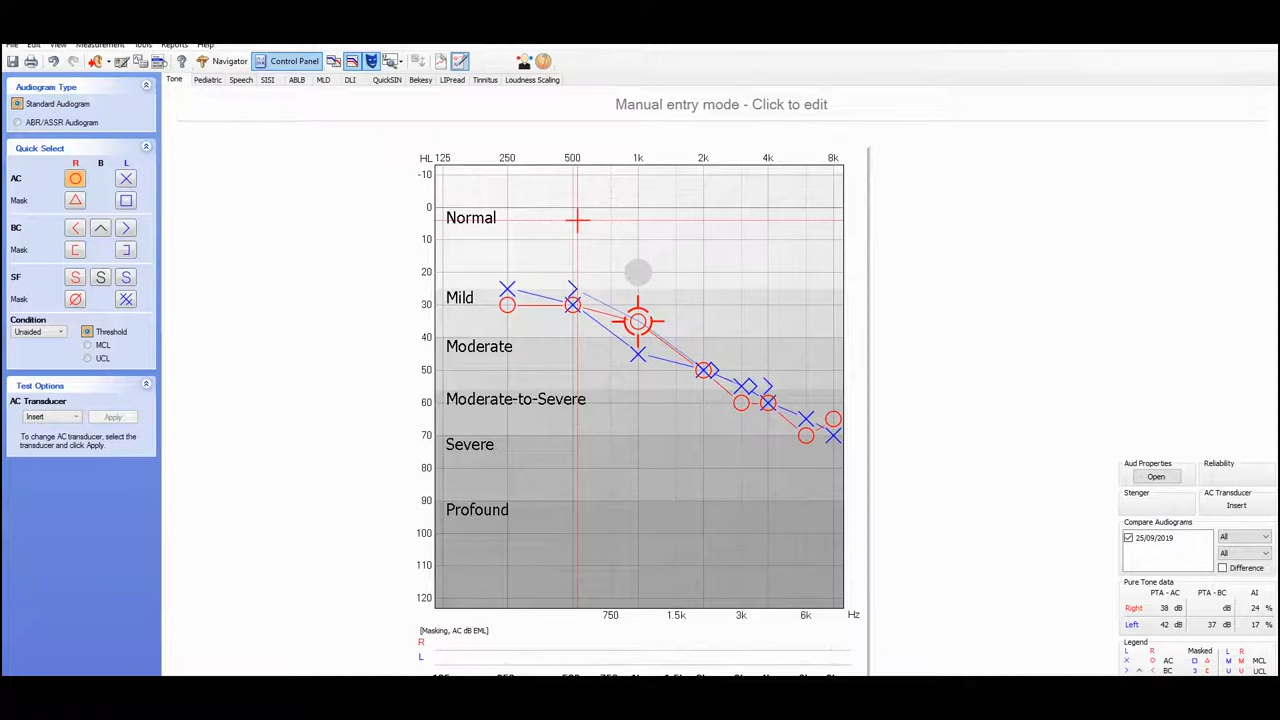 File Edit View Measurement Tools Reports Help
Navigator Control Panel
Tone Pediatric Speech SISI ABLB MLD DLI QuickSIN Bekesy LIPread Tinnitus Loudness Scaling
Audiogram Type
Standard Audiogram
ABR/ASSR Audiogram
Quick Select
R B L
AC
Mask
BC
Mask
SF
S S S
Mask
Condition
Unaided
Threshold
MCL
UCL
Test Options
AC Transducer
Insert Apply
To change AC transducer, select the
transducer and click Apply.
Manual entry mode - Click to edit
HL 125 250 500 1k 2k 4k 8k
-10
0
Normal
10
20
Mild
30
40
Moderate
50
Moderate-to-Severe
60
70
Severe
80
90
Profound
100
110
120
750 1.5k 3k 6k Hz
[Masking, AC dB EML]
R
L
Aud Properties Reliability
Open
Stenger AC Transducer
Insert
Compare Audiograms
25/09/2019 All
All
Difference
Pure Tone data
PTA - AC PTA - BC AI
Right 38 dB dB 24 %
Left 42 dB 37 dB 17 %
Legend
L R Masked L R
AC M M MCL
BC U U UCL